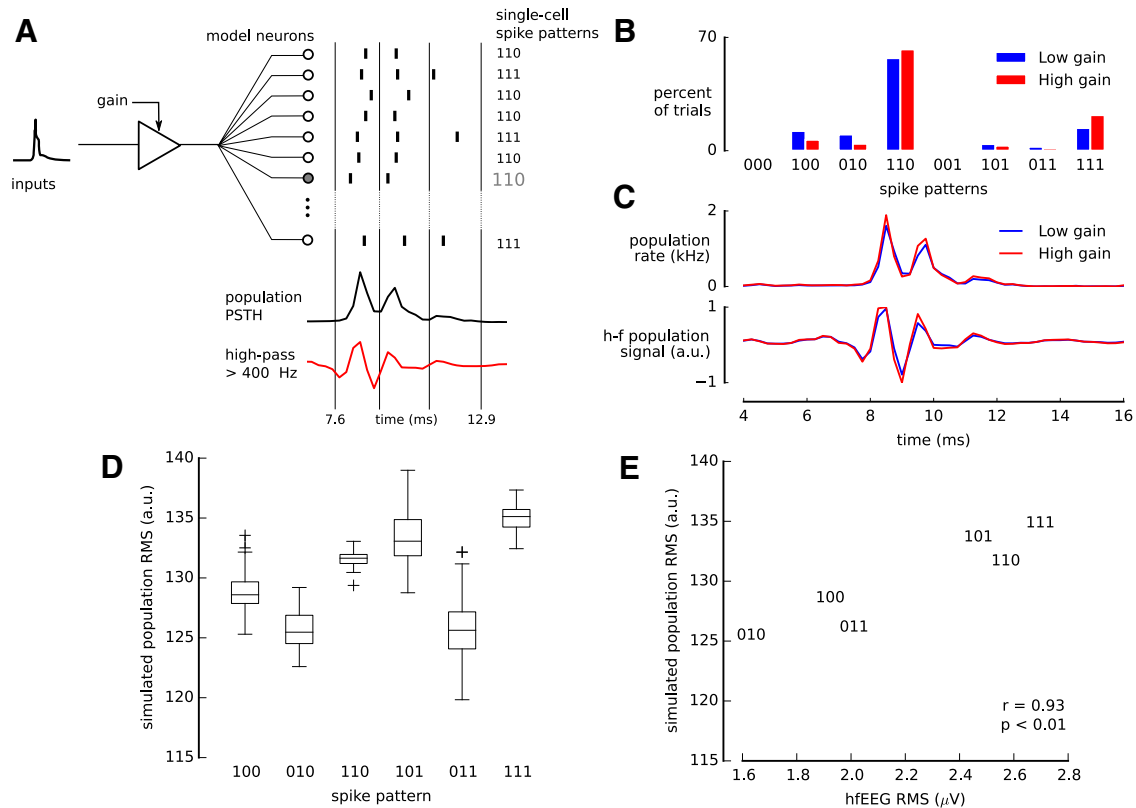 A
model neurons
single-cell
spike patterns
gain
inputs
110
111
110
110
111
110
110
111
population
PSTH
high-pass
> 400 Hz
7.6
time (ms)
12.9
B
70
percent
of trials
0
Low gain
High gain
000 100 010 110 001 101 011 111
spike patterns
C
2
population
rate (kHz)
0
Low gain
High gain
1
h-f population
signal (a.u.)
−1
4 6 8 10 12 14 16
time (ms)
D
140
135
130
125
120
115
simulated population RMS (a.u.)
100 010 110 101 011 111
spike pattern
E
140
135
130
125
120
115
simulated population RMS (a.u.)
111
101
110
100
011
010
r = 0.93
p < 0.01
1.6 1.8 2.0 2.2 2.4 2.6 2.8
hfEEG RMS (μV)